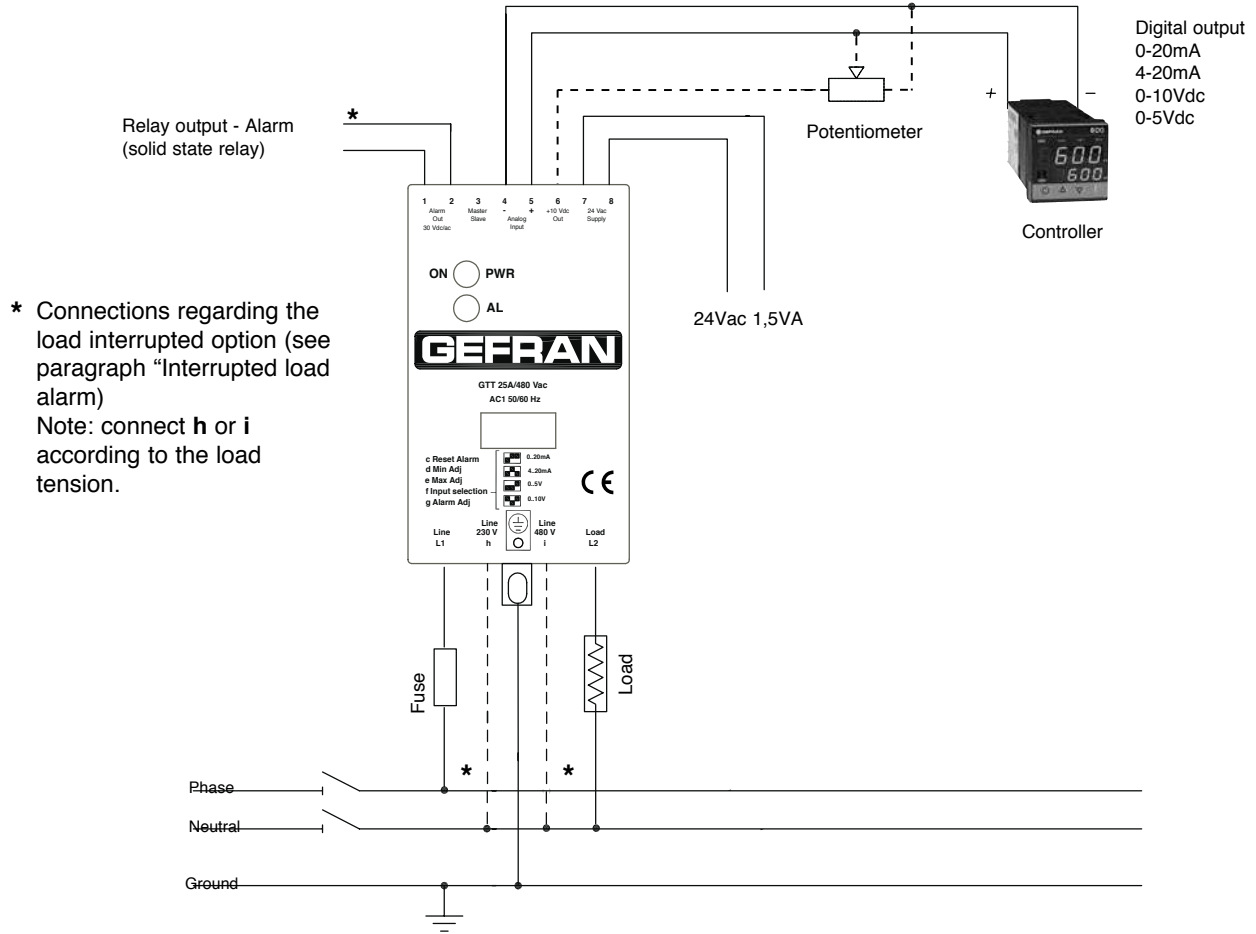 Digital output
0-20mA
4-20mA
0-10Vdc
0-5Vdc
+ −
Relay output - Alarm
(solid state relay)
*
Potentiometer
GEFRAN 600
600
600
Controller
1 2 3 4 5 6 7 8
Alarm
Out
30 Vdc/ac
Master
Slave
- +
Analog
Input
+10 Vdc
Out
24 Vac
Supply
ON PWR
AL
24Vac 1,5VA
* Connections regarding the
load interrupted option (see
paragraph “Interrupted load
alarm)
Note: connect h or i
according to the load
tension.
GEFRAN
GTT 25A/480 Vac
AC1 50/60 Hz
c Reset Alarm
d Min Adj
e Max Adj
f Input selection
g Alarm Adj
0..20mA
4..20mA
0..5V
0..10V
CE
Line
L1
Line
230 V
h
Line
480 V
i
Load
L2
Fuse
Load
* *
Phase
Neutral
Ground